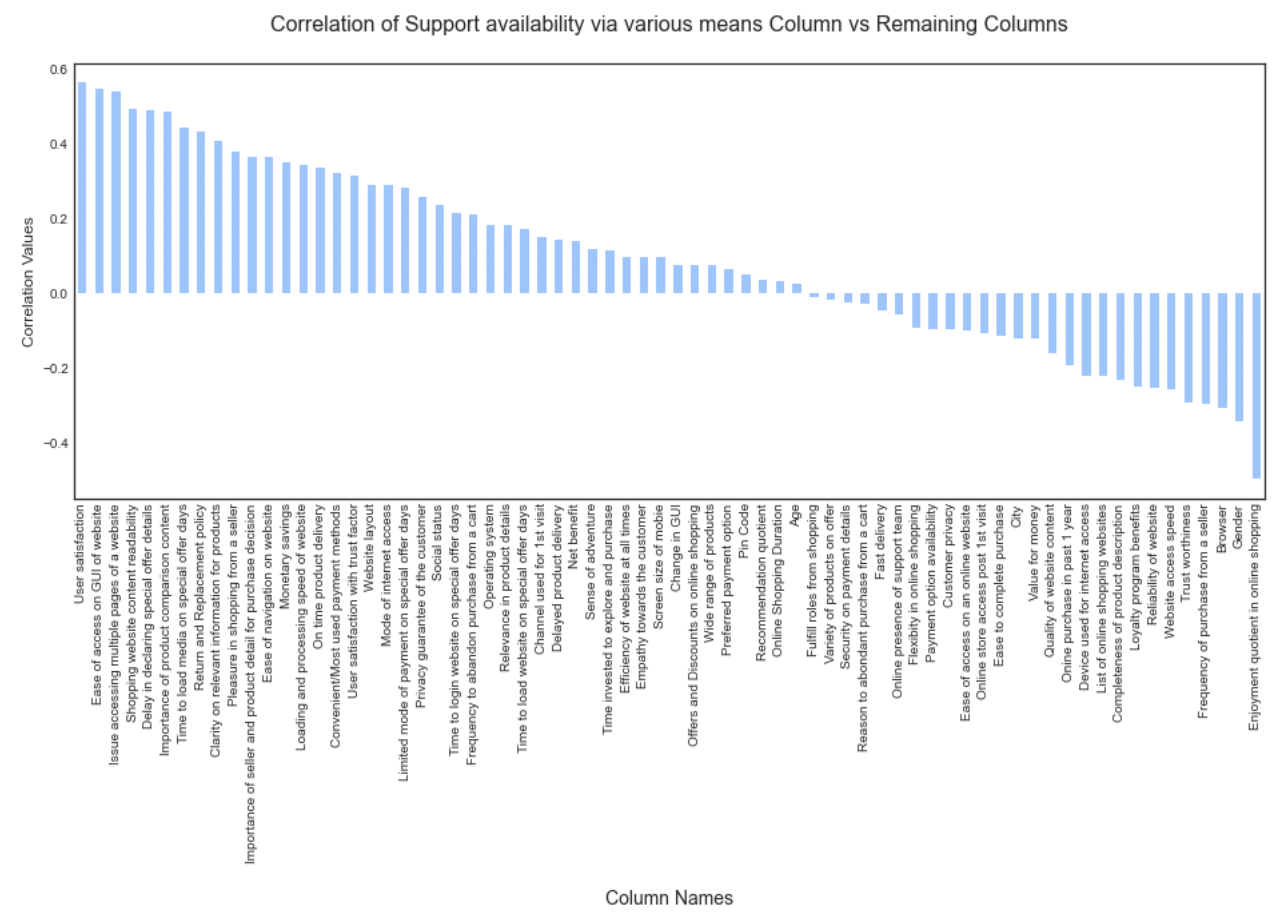 Correlation of Support availability via various means Column vs Remaining Columns
Correlation Values
0.6
0.4
0.2
0.0
−0.2
−0.4
User satisfaction
Ease of access on GUI of website
Issue accessing multiple pages of a website
Shopping website content readability
Delay in declaring special offer details
Importance of product comparison content
Time to load media on special offer days
Return and Replacement policy
Clarity on relevant information for products
Pleasure in shopping from a seller
Importance of seller and product detail for purchase decision
Ease of navigation on website
Monetary savings
Loading and processing speed of website
On time product delivery
Convenient/Most used payment methods
User satisfaction with trust factor
Website layout
Mode of internet access
Limited mode of payment on special offer days
Privacy guarantee of the customer
Social status
Time to login website on special offer days
Frequency to abandon purchase from a cart
Operating system
Relevance in product details
Time to load website on special offer days
Channel used for 1st visit
Delayed product delivery
Net benefit
Sense of adventure
Time invested to explore and purchase
Efficiency of website at all times
Empathy towards the customer
Screen size of mobie
Change in GUI
Offers and Discounts on online shopping
Wide range of products
Preferred payment option
Pin Code
Recommendation quotient
Online Shopping Duration
Age
Fulfill roles from shopping
Variety of products on offer
Security on payment details
Reason to abondant purchase from a cart
Fast delivery
Online presence of support team
Flexibity in online shopping
Payment option availability
Customer privacy
Ease of access on an online website
Online store access post 1st visit
Ease to complete purchase
City
Value for money
Quality of website content
Onine purchase in past 1 year
Device used for internet access
List of online shopping websites
Completeness of product description
Loyalty program benefits
Reliability of website
Website access speed
Trust worthiness
Frequency of purchase from a seller
Browser
Gender
Enjoyment quotient in online shopping
Column Names